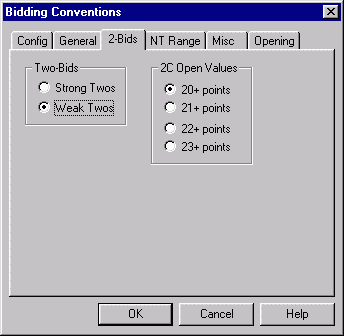 Bidding Conventions
Config General 2-Bids NT Range Misc Opening
Two-Bids 2C Open Values
Strong Twos 20+ points
Weak Twos 21+ points
22+ points
23+ points
OK Cancel Help